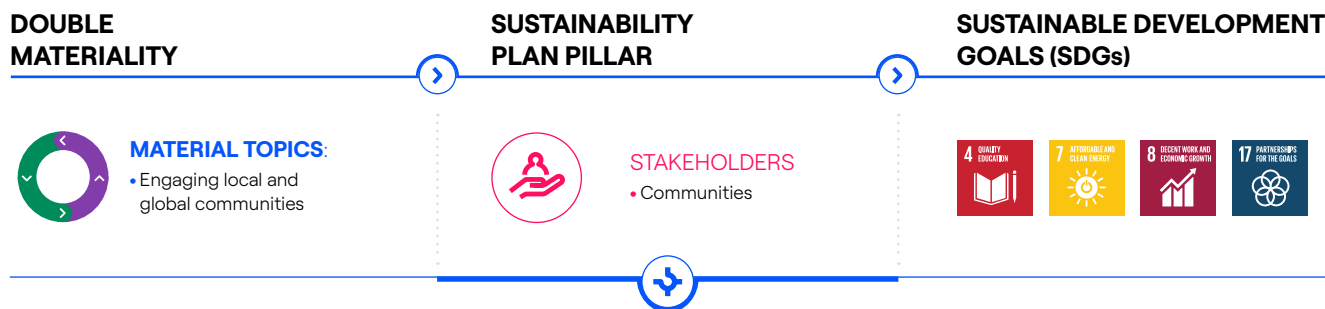 DOUBLE
MATERIALITY
SUSTAINABILITY
PLAN PILLAR
SUSTAINABLE DEVELOPMENT
GOALS (SDGs)
MATERIAL TOPICS:
• Engaging local and
global communities
STAKEHOLDERS
• Communities
4 QUALITY
EDUCATION
7 AFFORDABLE AND
CLEAN ENERGY
8 DECENT WORK AND
ECONOMIC GROWTH
17 PARTNERSHIPS
FOR THE GOALS